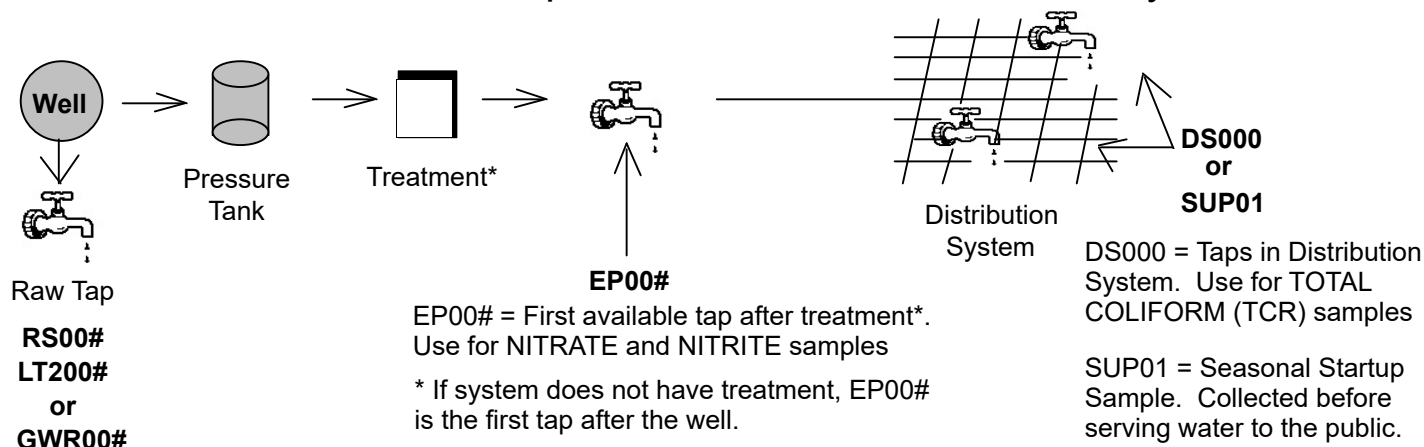 Well
Pressure
Tank
Treatment*
Raw Tap
RS00#
LT200#
or
GWR00#
EP00#
EP00# = First available tap after treatment*.
Use for NITRATE and NITRITE samples
* If system does not have treatment, EP00#
is the first tap after the well.
Distribution
System
DS000
or
SUP01
DS000 = Taps in Distribution
System. Use for TOTAL
COLIFORM (TCR) samples
SUP01 = Seasonal Startup
Sample. Collected before
serving water to the public.